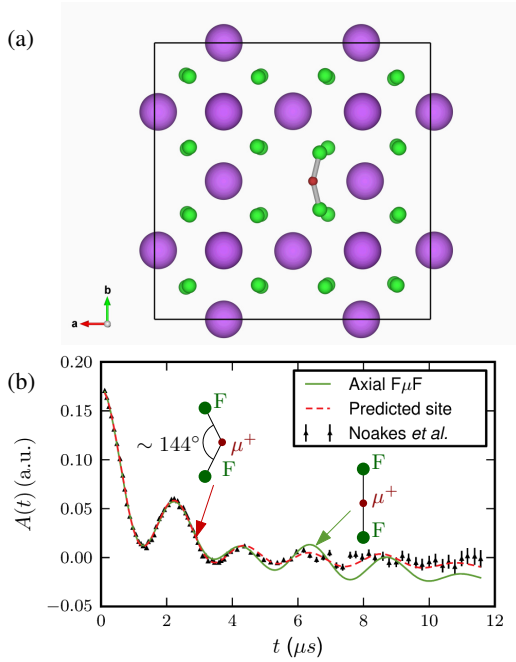 (a)
b
a
(b)
0.20
0.15
0.10
0.05
0.00
−0.05
A(t) (a.u.)
0
2
4
6
8
10
12
t (μs)
F
∼ 144°
μ⁺
F
F
μ⁺
F
Axial FμF
Predicted site
Noakes et al.